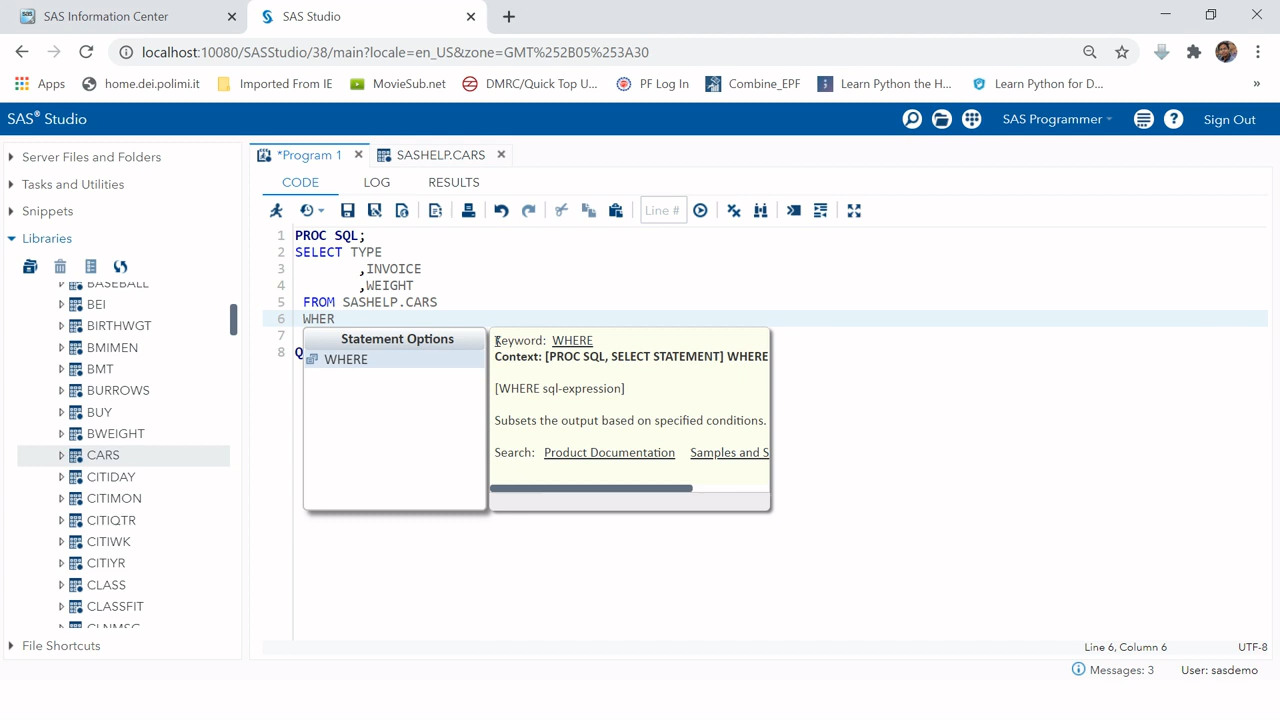 SAS Information Center
SAS Studio
localhost:10080/SASStudio/38/main?locale=en_US&zone=GMT%252B05%253A30
Apps
home.dei.polimi.it
Imported From IE
MovieSub.net
DMRC/Quick Top U...
PF Log In
Combine_EPF
Learn Python the H...
Learn Python for D...
»
SAS® Studio
SAS Programmer
Sign Out
Server Files and Folders
Tasks and Utilities
Snippets
Libraries
BASEBALL
BEI
BIRTHWGT
BMIMEN
BMT
BURROWS
BUY
BWEIGHT
CARS
CITIDAY
CITIMON
CITIQTR
CITIWK
CITIYR
CLASS
CLASSFIT
CLNMSG
File Shortcuts
*Program 1
SASHELP.CARS
CODE LOG RESULTS
Line #
1 PROC SQL;
2 SELECT TYPE
3 ,INVOICE
4 ,WEIGHT
5 FROM SASHELP.CARS
6 WHER
7
8 Q
Statement Options
WHERE
Keyword: WHERE
Context: [PROC SQL, SELECT STATEMENT] WHERE
[WHERE sql-expression]
Subsets the output based on specified conditions.
Search: Product Documentation Samples and S
Line 6, Column 6
UTF-8
Messages: 3
User: sasdemo